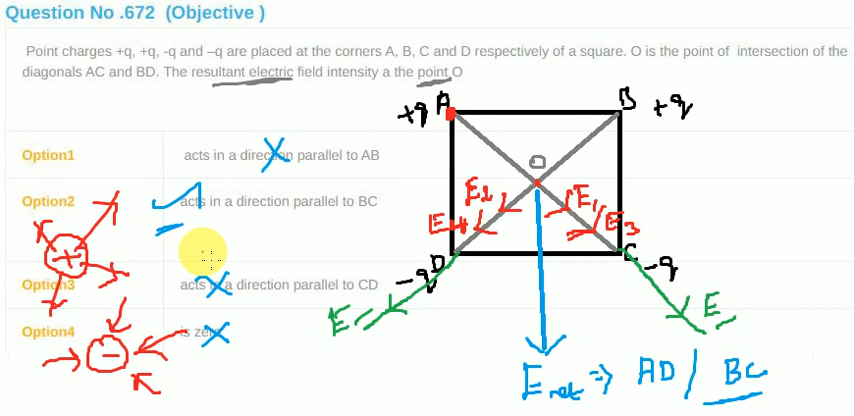 Question No .672 (Objective )
Point charges +q, +q, -q and –q are placed at the corners A, B, C and D respectively of a square. O is the point of intersection of the
diagonals AC and BD. The resultant electric field intensity a the point O
+q A
B +q
Option1 acts in a direction parallel to AB
O
Option2 acts in a direction parallel to BC
E2 E1
E4 E3
+
D C
-q -q
Option3 acts in a direction parallel to CD
E E
Option4 is zero
-
Enet => AD / BC